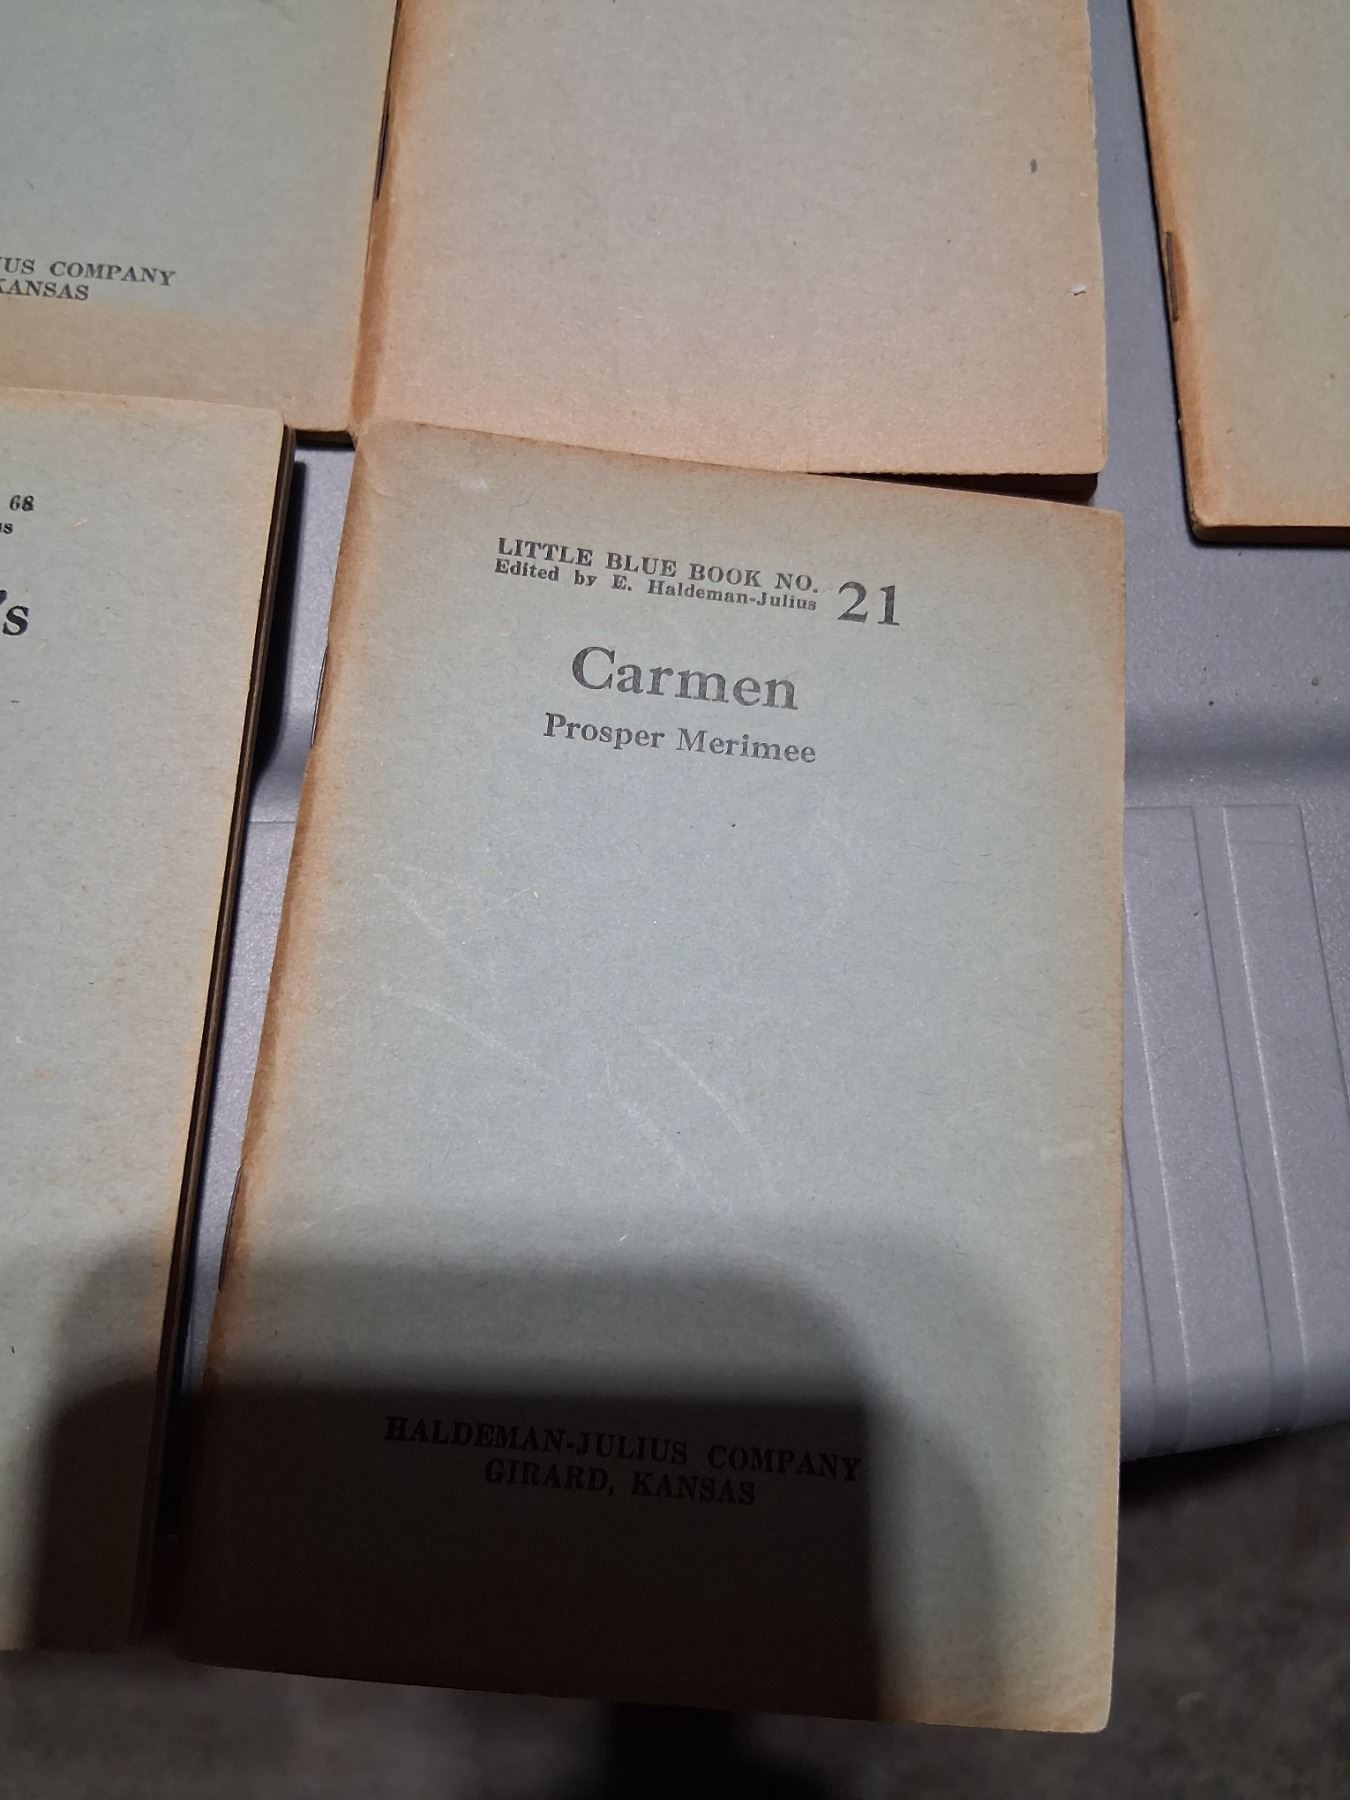 US COMPANY
KANSAS
68
's
LITTLE BLUE BOOK NO.
Edited by E. Haldeman-Julius
21
Carmen
Prosper Merimee
HALDEMAN-JULIUS COMPANY
GIRARD, KANSAS